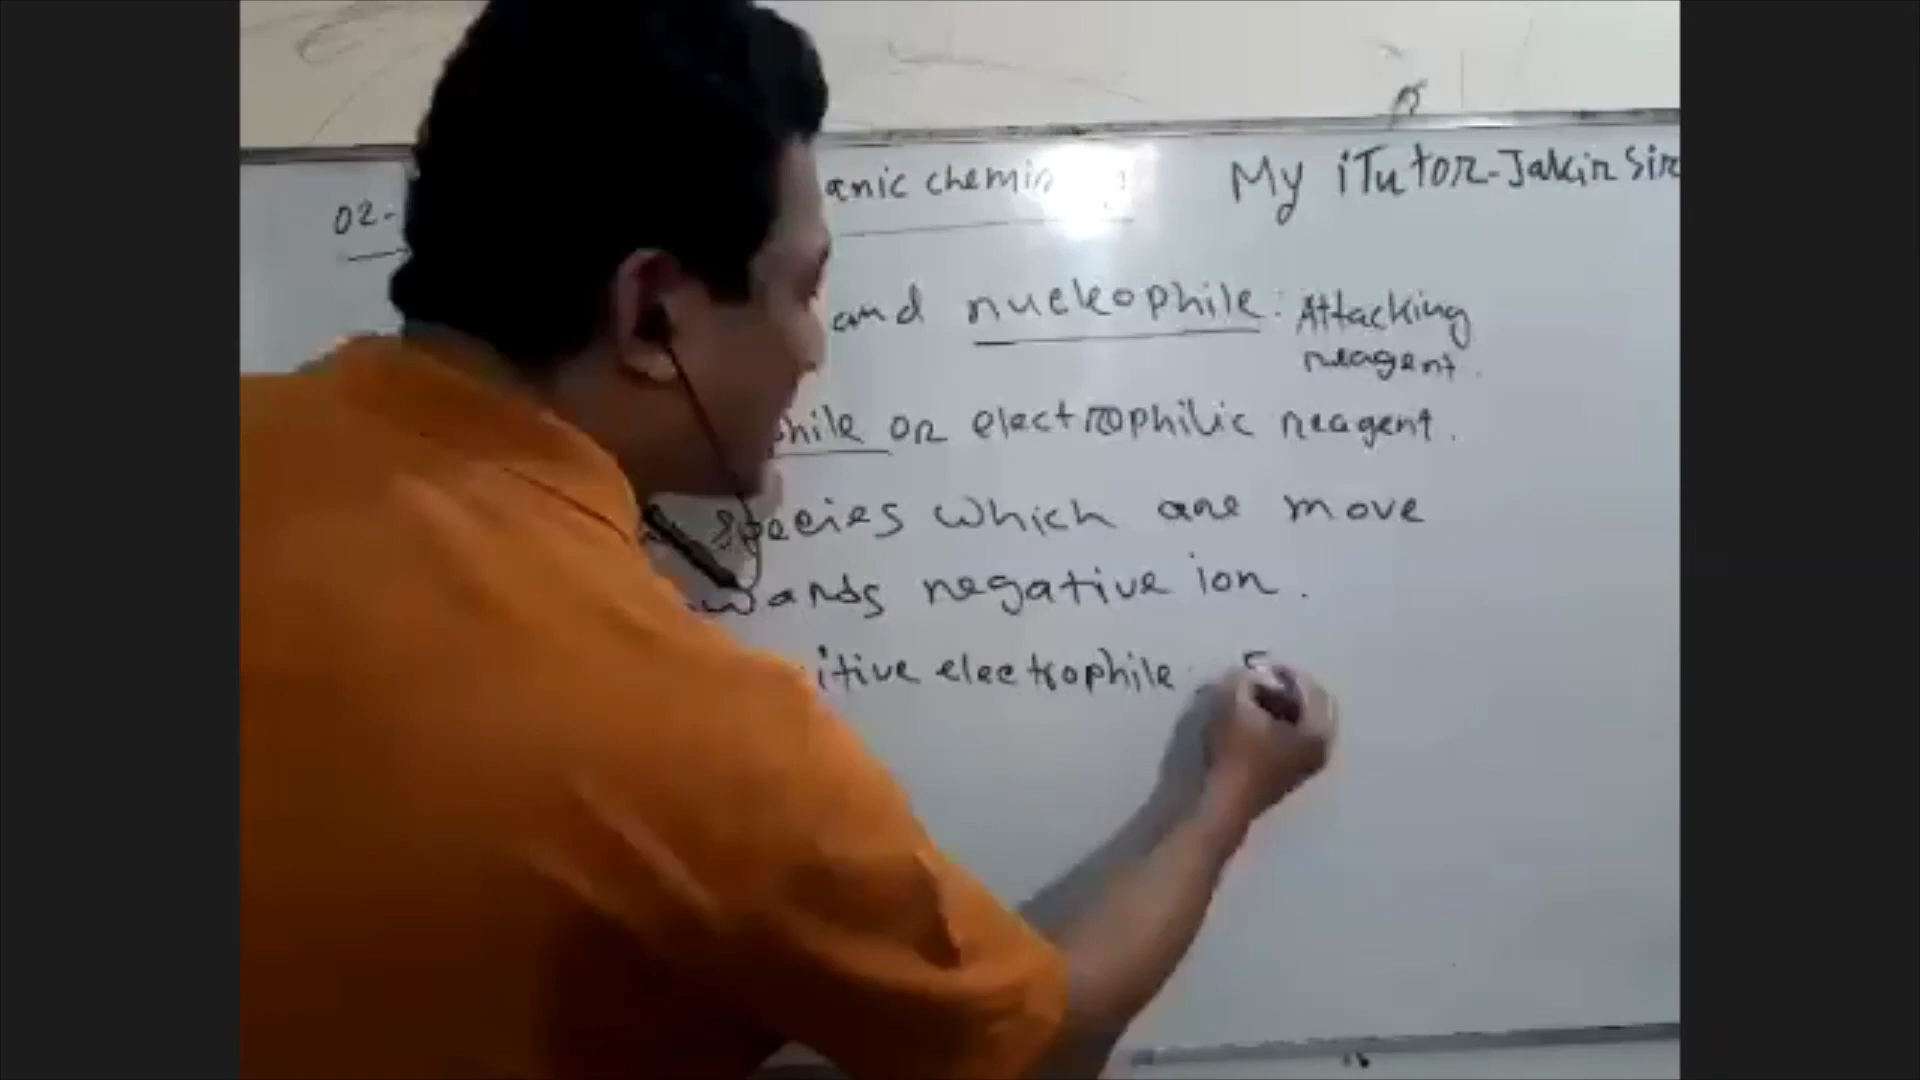 02- anic chemis My iTutor-Jakir Sir
and nucleophile: Attacking
reagent.
hile or electrophilic reagent.
species which are move
wards negative ion.
itive electrophile :